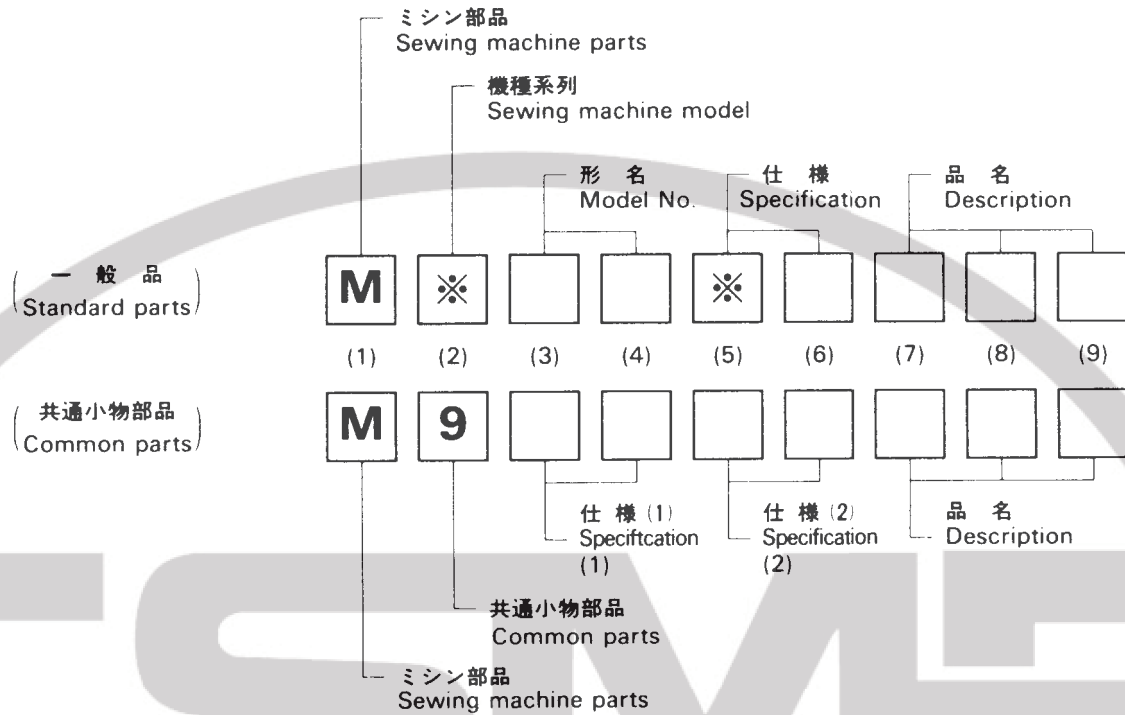 ミシン部品
Sewing machine parts
機種系列
Sewing machine model
形 名
Model No.
仕 様
Specification
品 名
Description
一 般 品
Standard parts
M ※ ※
(1) (2) (3) (4) (5) (6) (7) (8) (9)
共通小物部品
Common parts
M 9
仕 様 (1)
Speciftcation
(1)
仕 様 (2)
Specification
(2)
品 名
Description
共通小物部品
Common parts
ミシン部品
Sewing machine parts